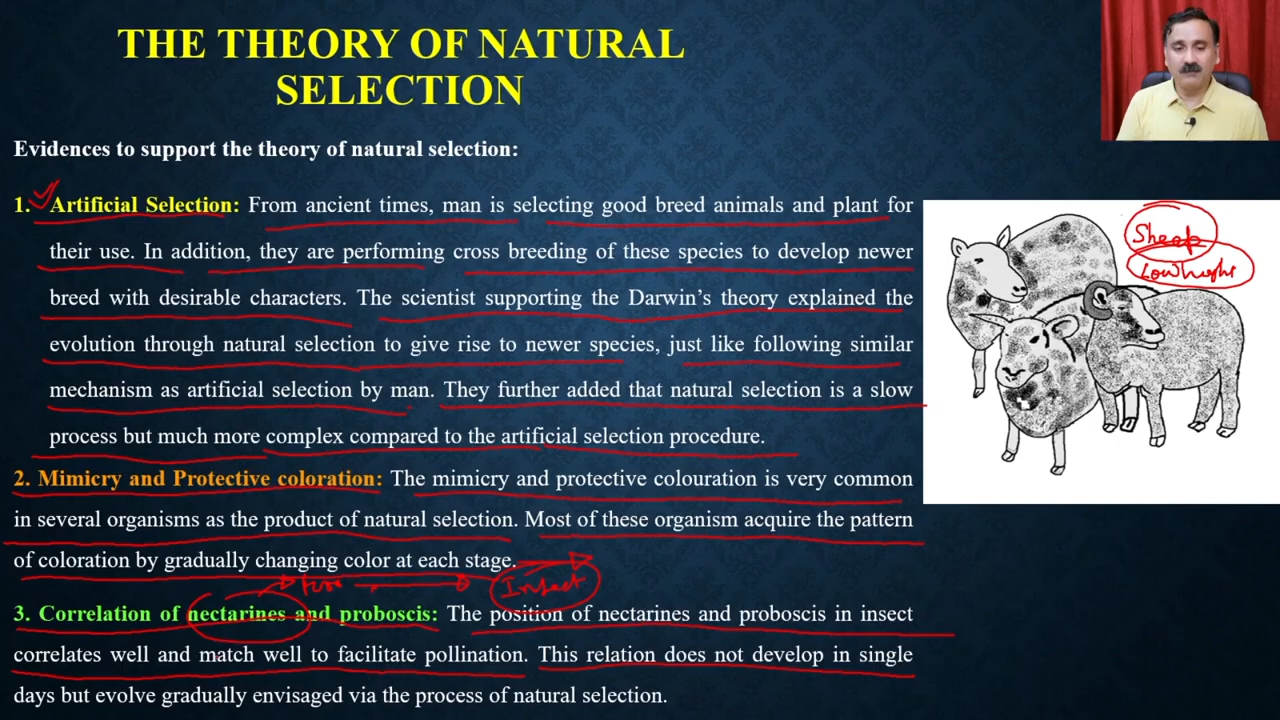 THE THEORY OF NATURAL
SELECTION
Evidences to support the theory of natural selection:
1. Artificial Selection: From ancient times, man is selecting good breed animals and plant for
their use. In addition, they are performing cross breeding of these species to develop newer
breed with desirable characters. The scientist supporting the Darwin's theory explained the
evolution through natural selection to give rise to newer species, just like following similar
mechanism as artificial selection by man. They further added that natural selection is a slow
process but much more complex compared to the artificial selection procedure.
2. Mimicry and Protective coloration: The mimicry and protective colouration is very common
in several organisms as the product of natural selection. Most of these organism acquire the pattern
of coloration by gradually changing color at each stage.
Insect
3. Correlation of nectarines and proboscis: The position of nectarines and proboscis in insect
correlates well and match well to facilitate pollination. This relation does not develop in single
days but evolve gradually envisaged via the process of natural selection.
Sheep